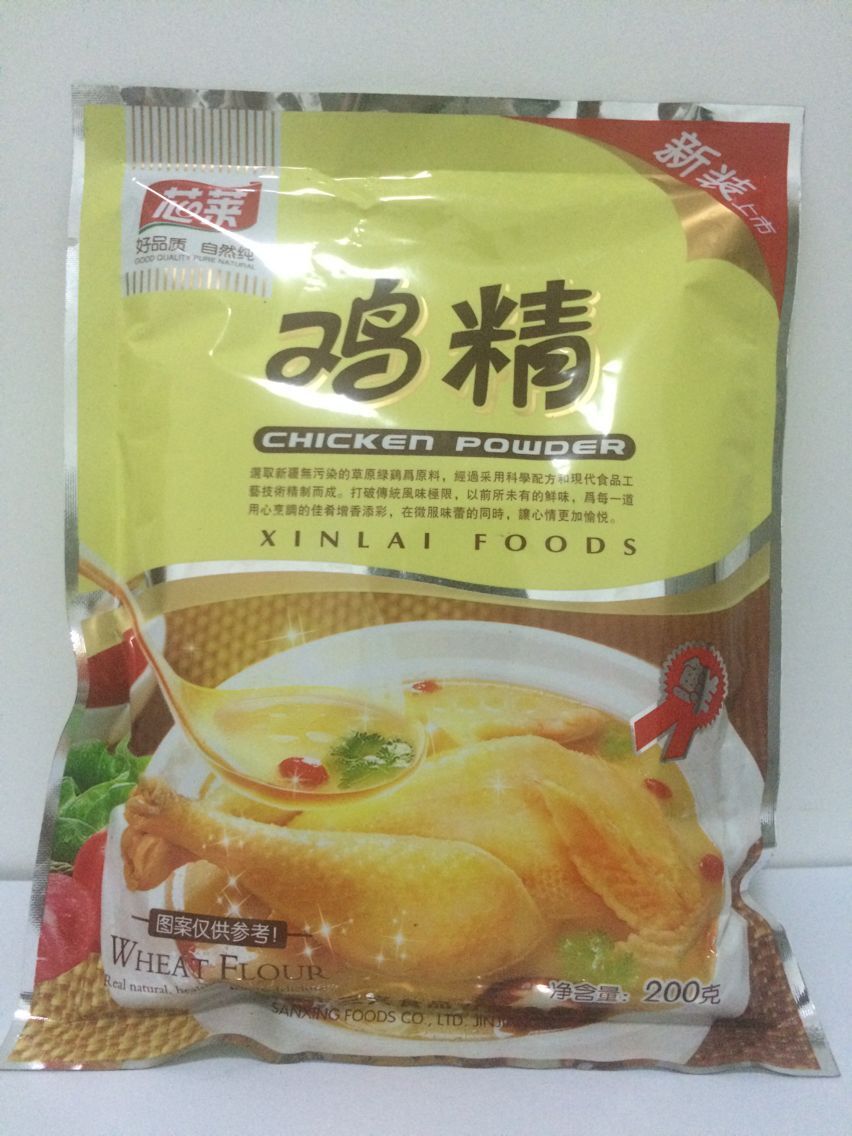 新装上市
芯莱
好品质 自然纯
GOOD QUALITY PURE NATURAL
鸡精
CHICKEN POWDER
選取新疆無污染的草原綠鷄爲原料，經過采用科學配方和現代食品工
藝技術精制而成。打破傳統風味極限，以前所未有的鮮味，爲每一道
用心烹調的佳肴增香添彩，在微服味蕾的同時，讓心情更加愉悦。
XINLAI FOODS
图案仅供参考!
WHEAT FLOUR
Real natural,
净含量: 200克
SANXING FOODS CO., LTD.